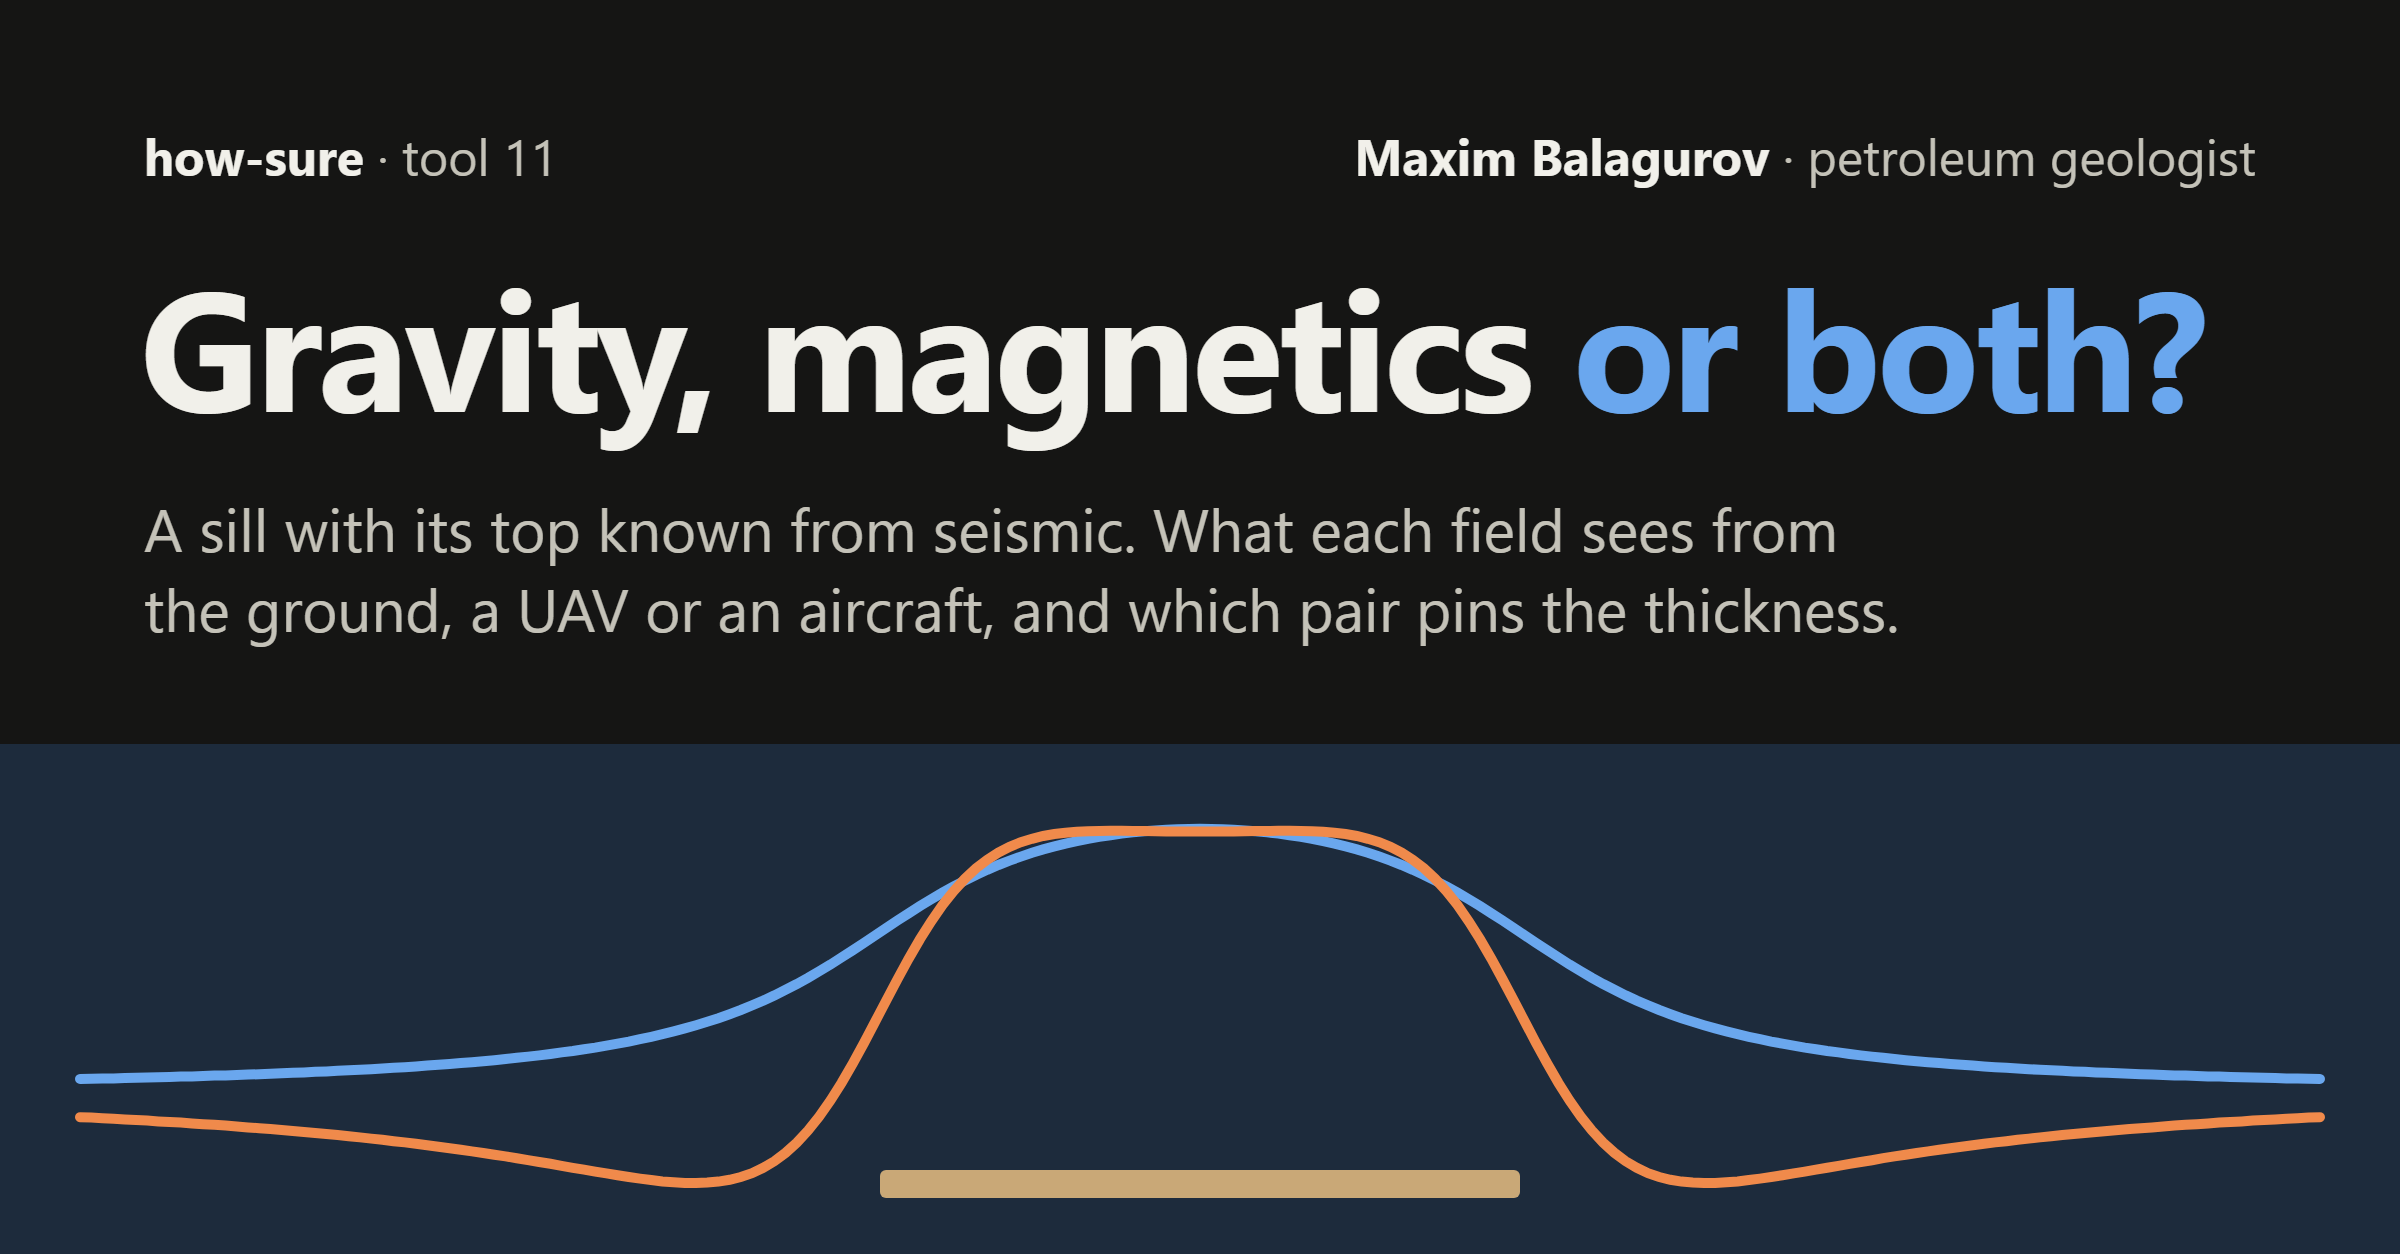 how-sure · tool 11
Maxim Balagurov · petroleum geologist
Gravity, magnetics or both?
A sill with its top known from seismic. What each field sees from
the ground, a UAV or an aircraft, and which pair pins the thickness.